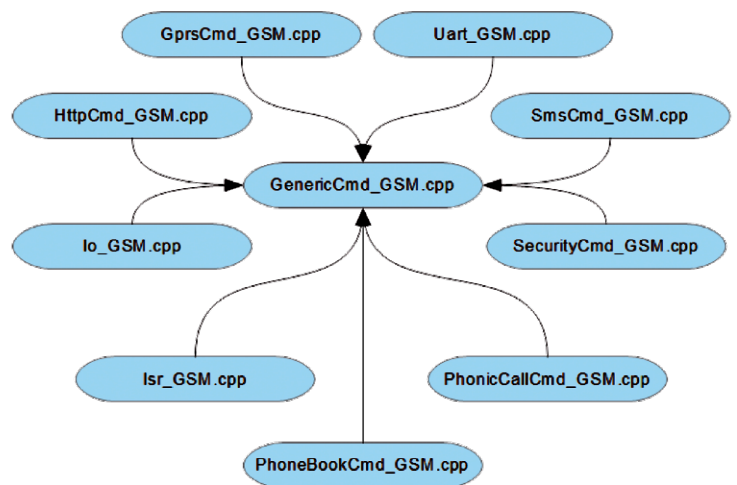 GprsCmd_GSM.cpp
Uart_GSM.cpp
HttpCmd_GSM.cpp
SmsCmd_GSM.cpp
GenericCmd_GSM.cpp
Io_GSM.cpp
SecurityCmd_GSM.cpp
Isr_GSM.cpp
PhonicCallCmd_GSM.cpp
PhoneBookCmd_GSM.cpp